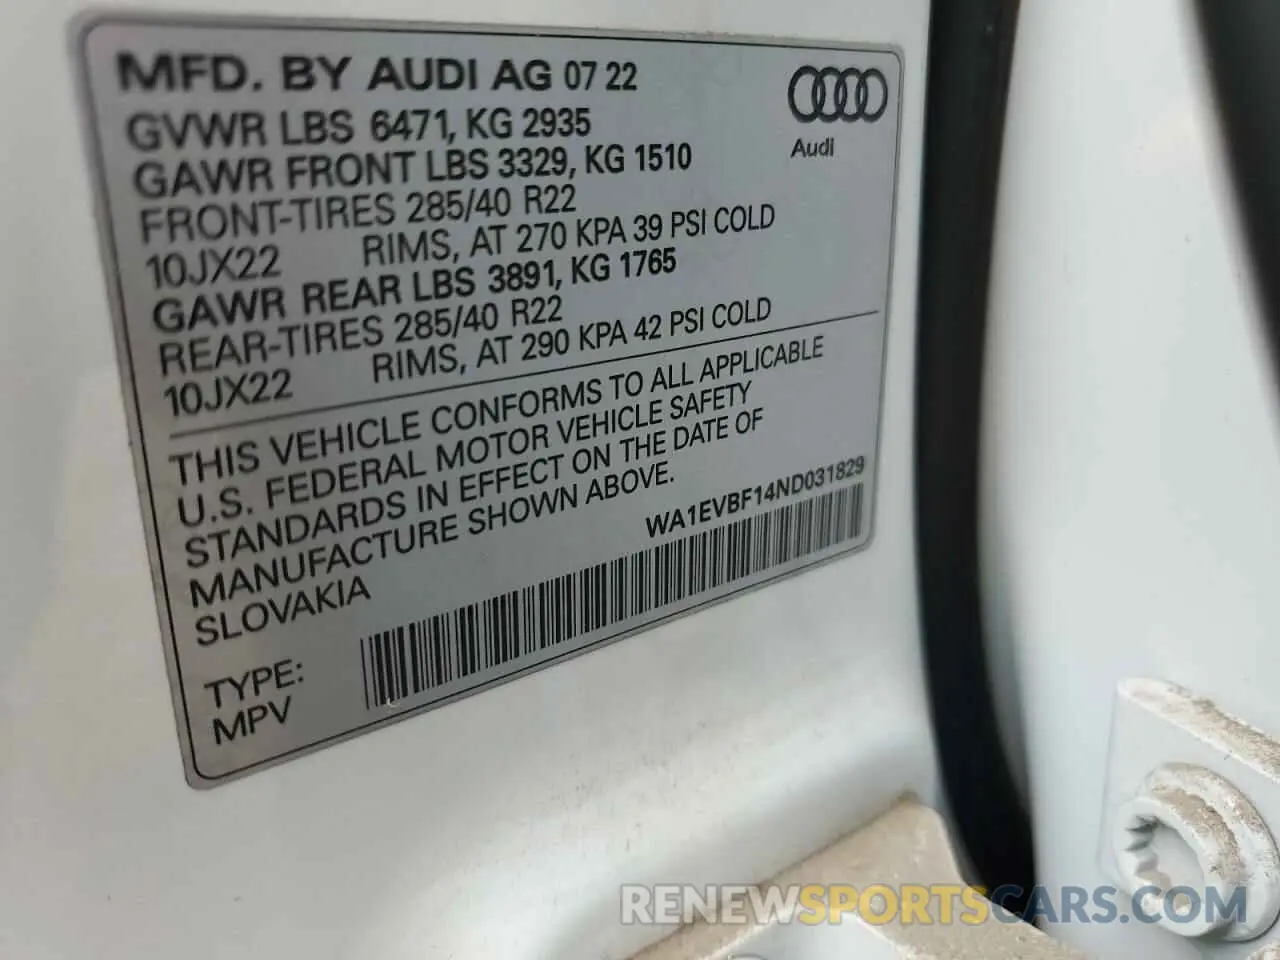 MFD. BY AUDI AG 07 22
GVWR LBS 6471, KG 2935
GAWR FRONT LBS 3329, KG 1510
FRONT-TIRES 285/40 R22
10JX22 RIMS, AT 270 KPA 39 PSI COLD
GAWR REAR LBS 3891, KG 1765
REAR-TIRES 285/40 R22
10JX22 RIMS, AT 290 KPA 42 PSI COLD
Audi
THIS VEHICLE CONFORMS TO ALL APPLICABLE
U.S. FEDERAL MOTOR VEHICLE SAFETY
STANDARDS IN EFFECT ON THE DATE OF
MANUFACTURE SHOWN ABOVE.
SLOVAKIA
WA1EVBF14ND031829
TYPE:
MPV
RENEWSPORTSCARS.COM